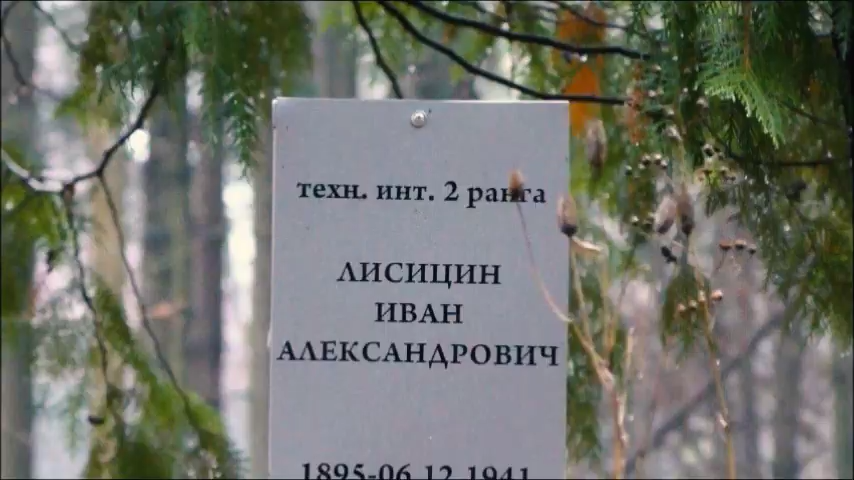 техн. инт. 2 ранга
ЛИСИЦИН
ИВАН
АЛЕКСАНДРОВИЧ
1895-06.12.1941